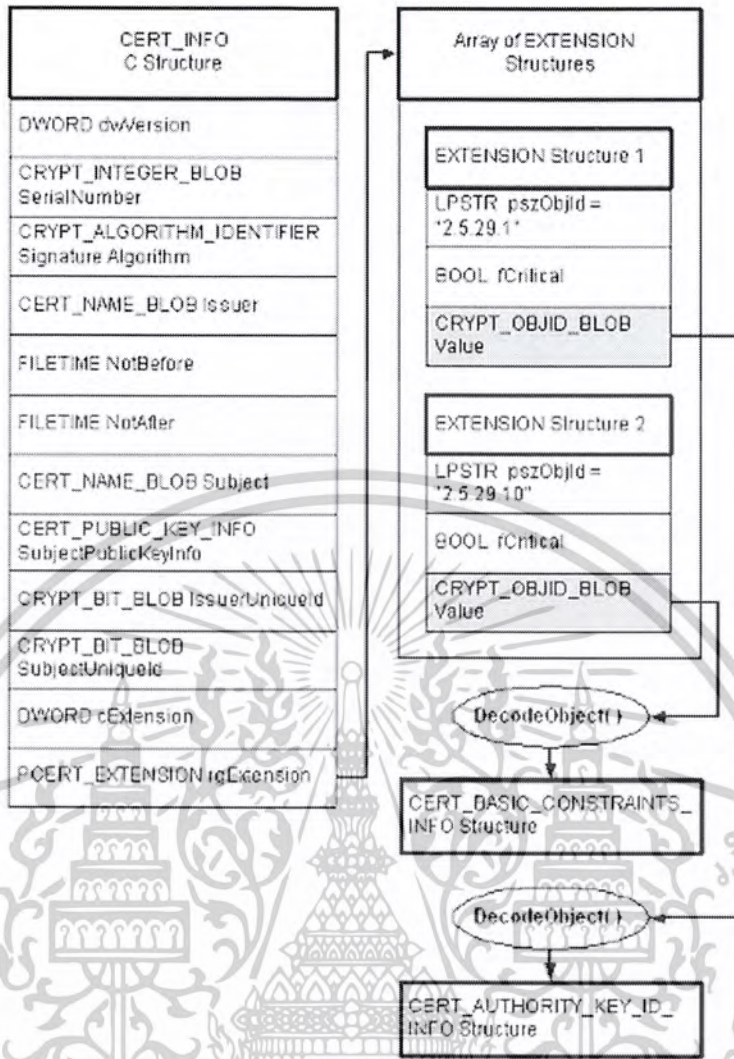 CERT_INFO
C Structure
DWORD dwVersion
CRYPT_INTEGER_BLOB
SerialNumber
CRYPT_ALGORITHM_IDENTIFIER
Signature Algorithm
CERT_NAME_BLOB Issuer
FILETIME NotBefore
FILETIME NotAfter
CERT_NAME_BLOB Subject
CERT_PUBLIC_KEY_INFO
SubjectPublicKeyInfo
CRYPT_BIT_BLOB IssuerUniqueId
CRYPT_BIT_BLOB
SubjectUniqueId
DWORD cExtension
PCERT_EXTENSION rgExtension
Array of EXTENSION
Structures
EXTENSION Structure 1
LPSTR pszObjId =
"2.5.29.1"
BOOL fCritical
CRYPT_OBJID_BLOB
Value
EXTENSION Structure 2
LPSTR pszObjId =
"2.5.29.10"
BOOL fCritical
CRYPT_OBJID_BLOB
Value
DecodeObject( )
CERT_BASIC_CONSTRAINTS_
INFO Structure
DecodeObject( )
CERT_AUTHORITY_KEY_ID_
INFO Structure